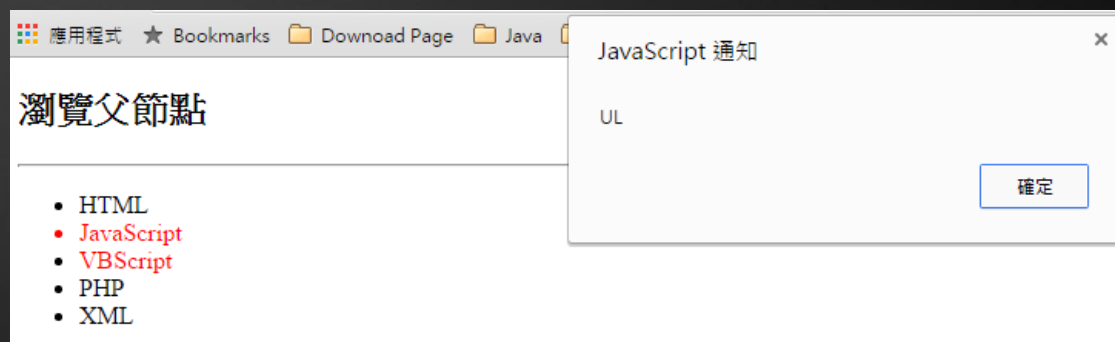 應用程式 Bookmarks Downoad Page Java
瀏覽父節點
HTML
JavaScript
VBScript
PHP
XML
JavaScript 通知
UL
確定